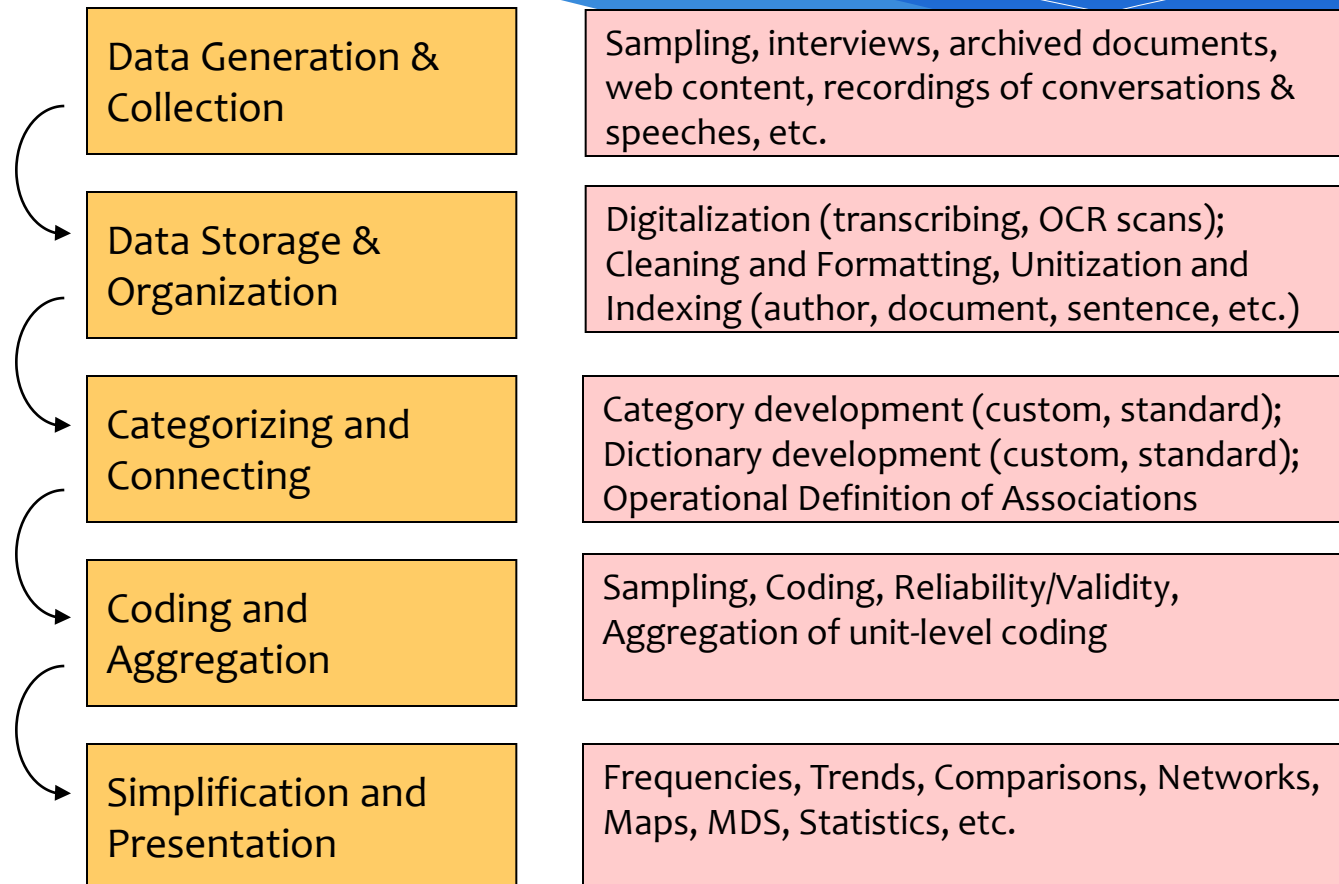 Data Generation &
Collection
Sampling, interviews, archived documents,
web content, recordings of conversations &
speeches, etc.
Data Storage &
Organization
Digitalization (transcribing, OCR scans);
Cleaning and Formatting, Unitization and
Indexing (author, document, sentence, etc.)
Categorizing and
Connecting
Category development (custom, standard);
Dictionary development (custom, standard);
Operational Definition of Associations
Coding and
Aggregation
Sampling, Coding, Reliability/Validity,
Aggregation of unit-level coding
Simplification and
Presentation
Frequencies, Trends, Comparisons, Networks,
Maps, MDS, Statistics, etc.